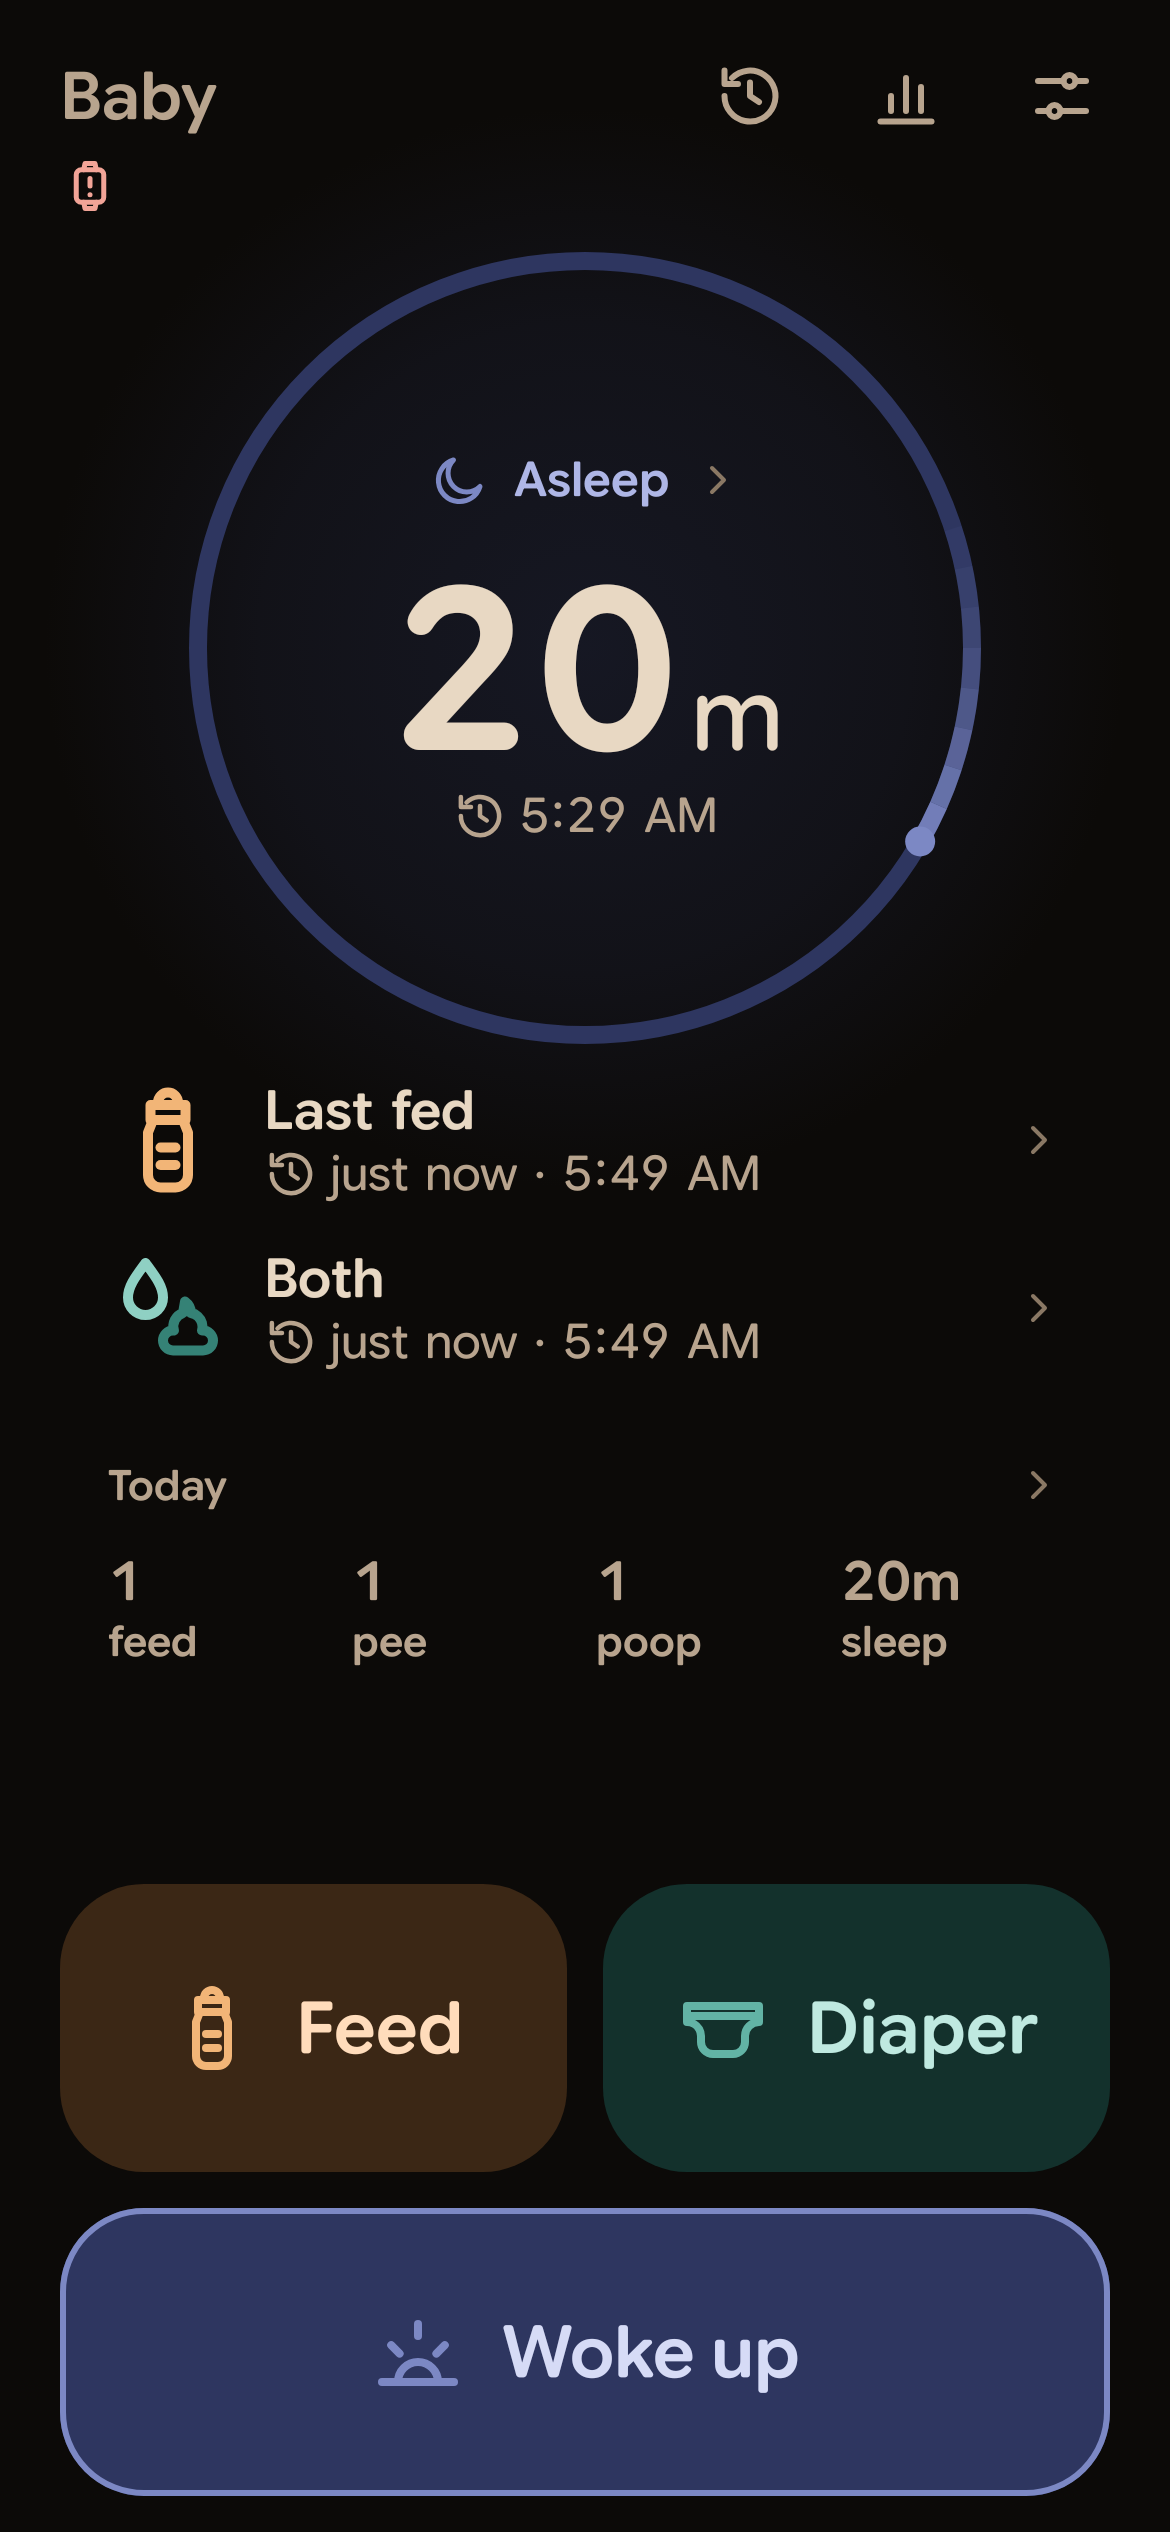 Baby
Asleep
20m
5:29 AM
Last fed
just now · 5:49 AM
Both
just now · 5:49 AM
Today
1 1 1 20m
feed pee poop sleep
Feed Diaper
Woke up